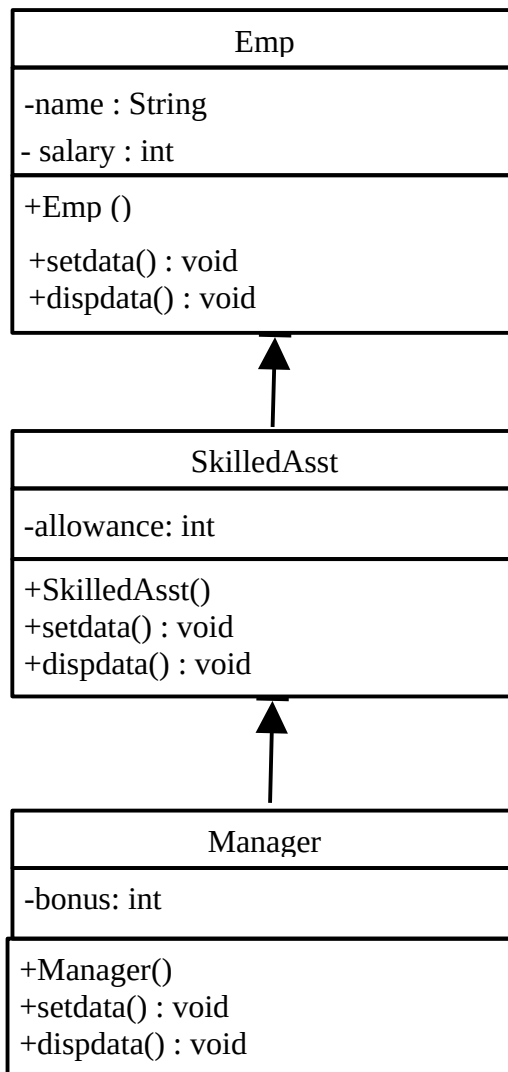 Emp
-name : String
- salary : int
+Emp ()
+setdata() : void
+dispdata() : void
SkilledAsst
-allowance: int
+SkilledAsst()
+setdata() : void
+dispdata() : void
Manager
-bonus: int
+Manager()
+setdata() : void
+dispdata() : void